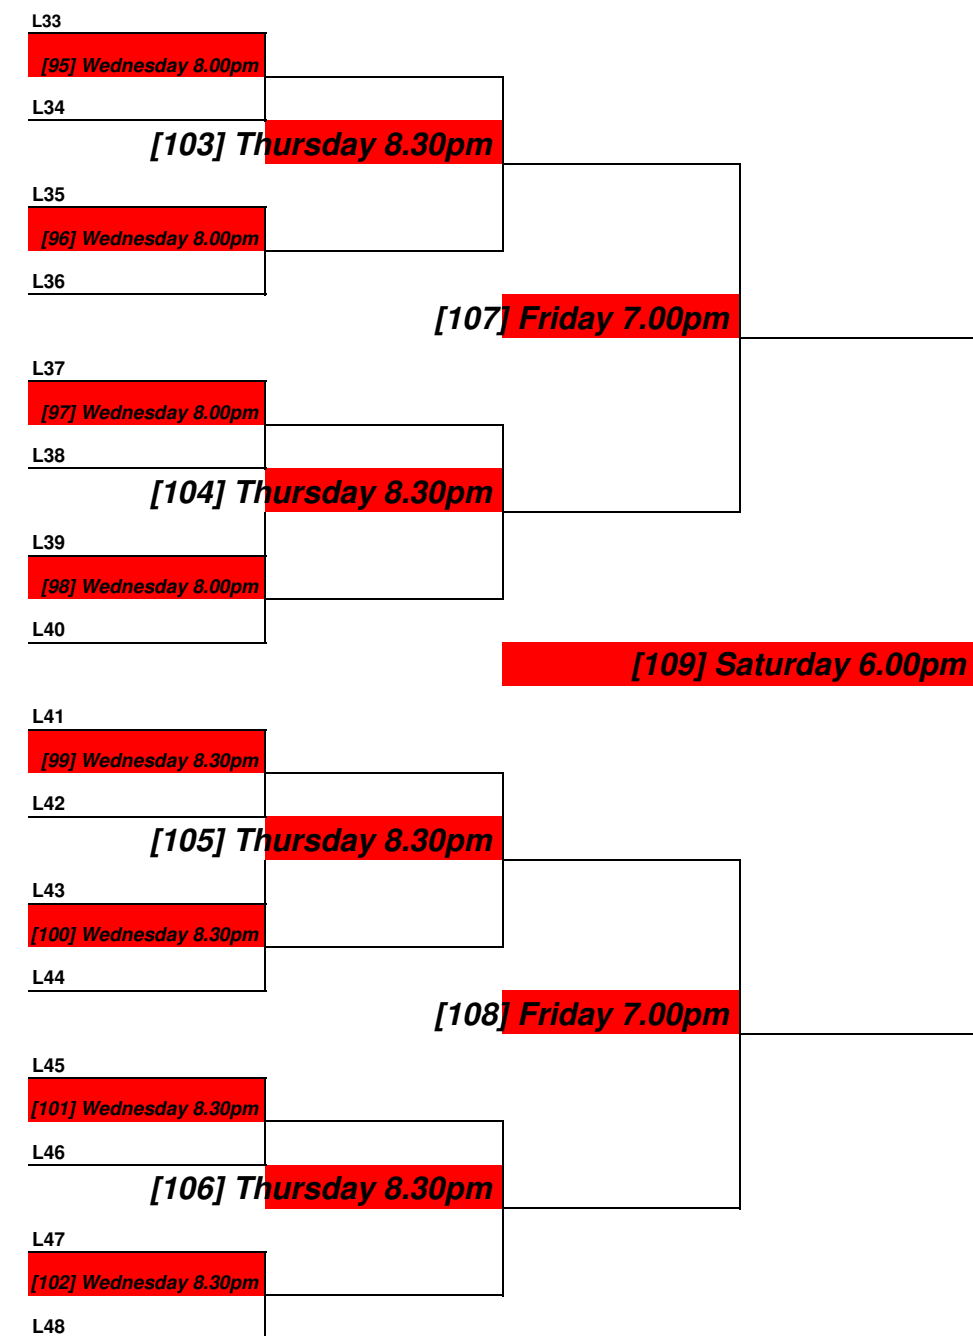 L33
[95] Wednesday 8.00pm
L34
[103] Thursday 8.30pm
L35
[96] Wednesday 8.00pm
L36
[107] Friday 7.00pm
L37
[97] Wednesday 8.00pm
L38
[104] Thursday 8.30pm
L39
[98] Wednesday 8.00pm
L40
[109] Saturday 6.00pm
L41
[99] Wednesday 8.30pm
L42
[105] Thursday 8.30pm
L43
[100] Wednesday 8.30pm
L44
[108] Friday 7.00pm
L45
[101] Wednesday 8.30pm
L46
[106] Thursday 8.30pm
L47
[102] Wednesday 8.30pm
L48